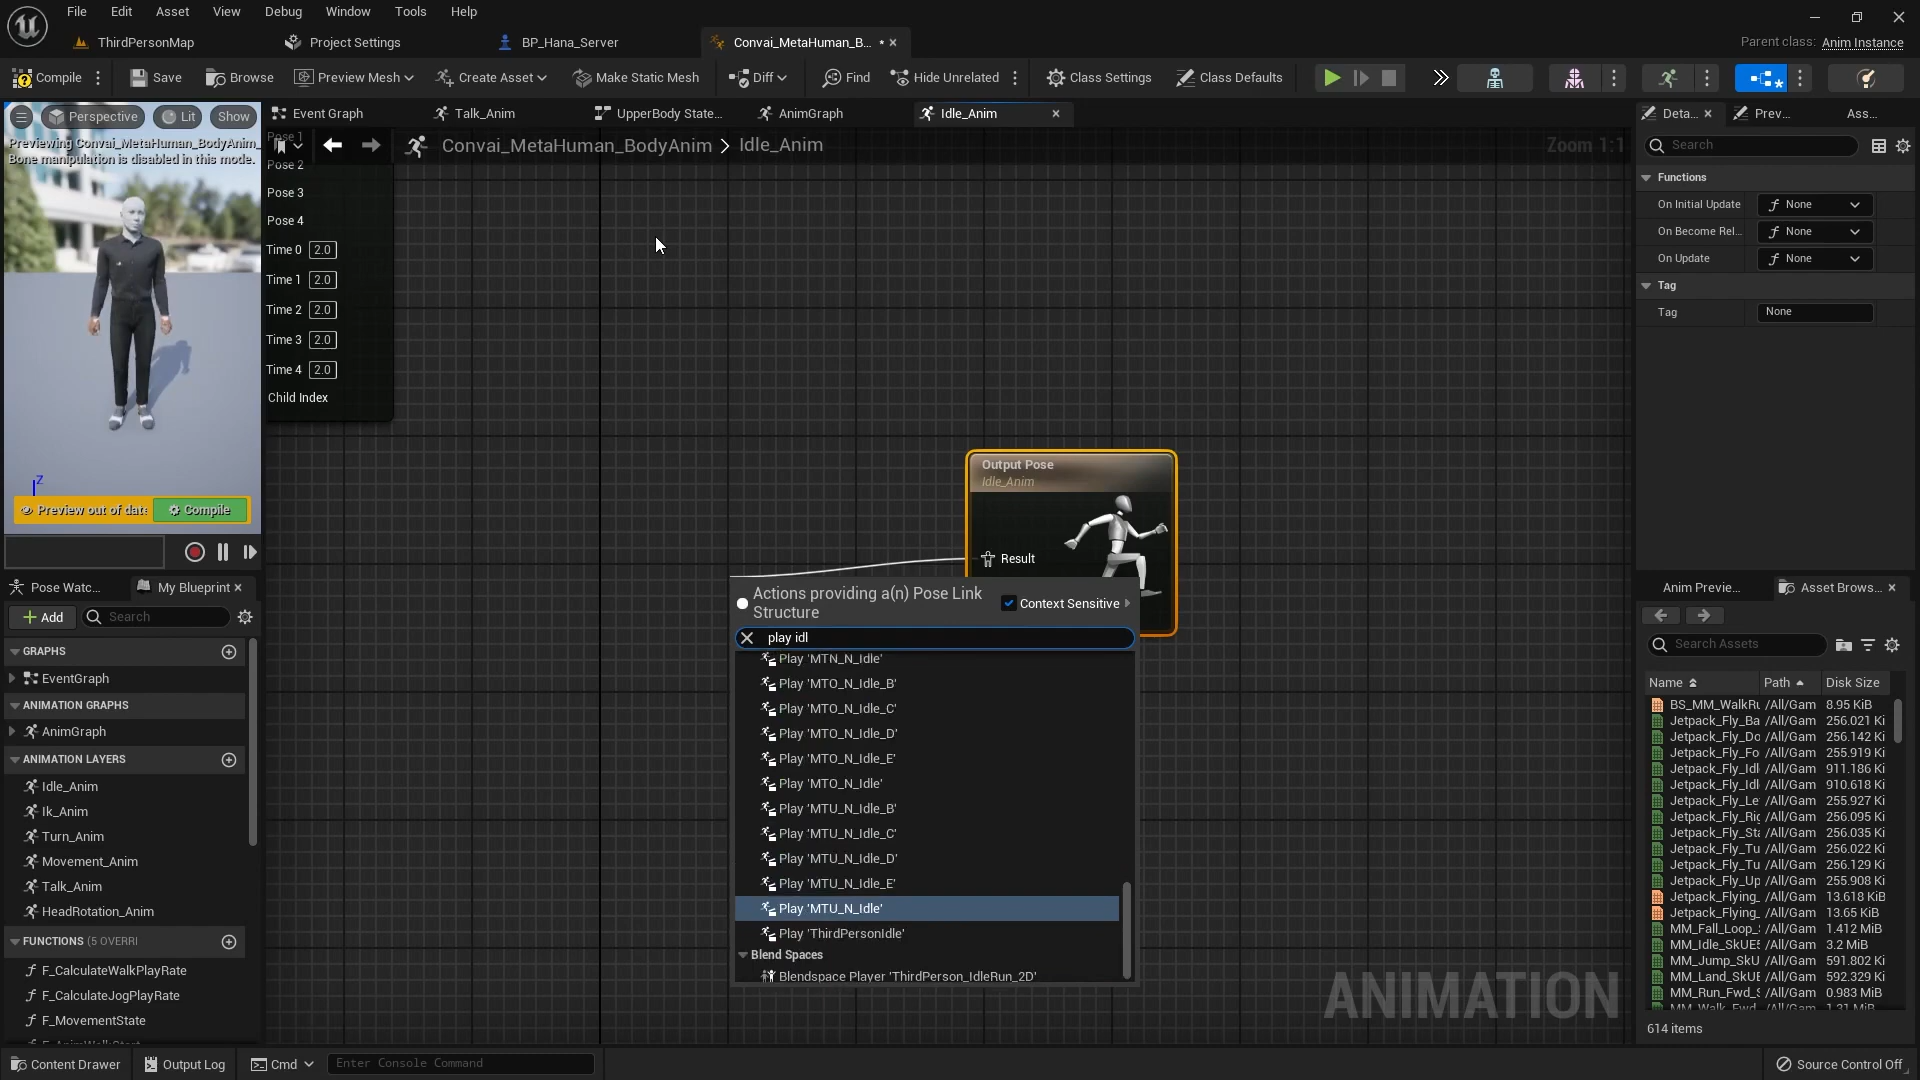 File Edit Asset View Debug Window Tools Help
ThirdPersonMap
Project Settings
BP_Hana_Server
Convai_MetaHuman_B...
Parent class: Anim Instance
Compile
Save
Browse
Preview Mesh
Create Asset
Make Static Mesh
Diff
Find
Hide Unrelated
Class Settings
Class Defaults
Perspective
Lit
Show
Previewing Convai_MetaHuman_BodyAnim_
Bone manipulation is disabled in this mode.
Event Graph
Talk_Anim
UpperBody State...
AnimGraph
Idle_Anim
Convai_MetaHuman_BodyAnim > Idle_Anim
Zoom 1:1
Pose 1
Pose 2
Pose 3
Pose 4
Time 0 2.0
Time 1 2.0
Time 2 2.0
Time 3 2.0
Time 4 2.0
Child Index
Z
Preview out of date
Compile
Output Pose
Idle_Anim
Result
Actions providing a(n) Pose Link
Structure
Context Sensitive
play idl
Play 'MTN_N_Idle'
Play 'MTO_N_Idle_B'
Play 'MTO_N_Idle_C'
Play 'MTO_N_Idle_D'
Play 'MTO_N_Idle_E'
Play 'MTO_N_Idle'
Play 'MTU_N_Idle_B'
Play 'MTU_N_Idle_C'
Play 'MTU_N_Idle_D'
Play 'MTU_N_Idle_E'
Play 'MTU_N_Idle'
Play 'ThirdPersonIdle'
Blend Spaces
Blendspace Player 'ThirdPerson_IdleRun_2D'
ANIMATION
Pose Watc...
My Blueprint
Add
Search
GRAPHS
EventGraph
ANIMATION GRAPHS
AnimGraph
ANIMATION LAYERS
Idle_Anim
Ik_Anim
Turn_Anim
Movement_Anim
Talk_Anim
HeadRotation_Anim
FUNCTIONS (5 OVERRI
F_CalculateWalkPlayRate
F_CalculateJogPlayRate
F_MovementState
F_AnimWalkStart
Deta...
Prev...
Ass...
Search
Functions
On Initial Update None
On Become Rel... None
On Update None
Tag
Tag None
Anim Previe...
Asset Brows...
Search Assets
Name Path Disk Size
BS_MM_WalkRu /All/Gam 8.95 KiB
Jetpack_Fly_Ba /All/Gam 256.021 Ki
Jetpack_Fly_Do /All/Gam 256.142 Ki
Jetpack_Fly_Fo /All/Gam 255.919 Ki
Jetpack_Fly_Idl /All/Gam 911.186 Ki
Jetpack_Fly_Idl /All/Gam 910.618 Ki
Jetpack_Fly_Le /All/Gam 255.927 Ki
Jetpack_Fly_Rig /All/Gam 256.095 Ki
Jetpack_Fly_Sta /All/Gam 256.035 Ki
Jetpack_Fly_Tu /All/Gam 256.022 Ki
Jetpack_Fly_Tu /All/Gam 256.129 Ki
Jetpack_Fly_Up /All/Gam 255.908 Ki
Jetpack_Flying_ /All/Gam 13.618 KiB
Jetpack_Flying_ /All/Gam 13.65 KiB
MM_Fall_Loop_S /All/Gam 1.412 MiB
MM_Idle_SkUE5 /All/Gam 3.2 MiB
MM_Jump_SkU /All/Gam 591.802 Ki
MM_Land_SkUE /All/Gam 592.329 Ki
MM_Run_Fwd_S /All/Gam 0.983 MiB
MM_Walk_Fwd_ /All/Gam 1.31 MiB
614 items
Content Drawer
Output Log
Cmd
Enter Console Command
Source Control Off